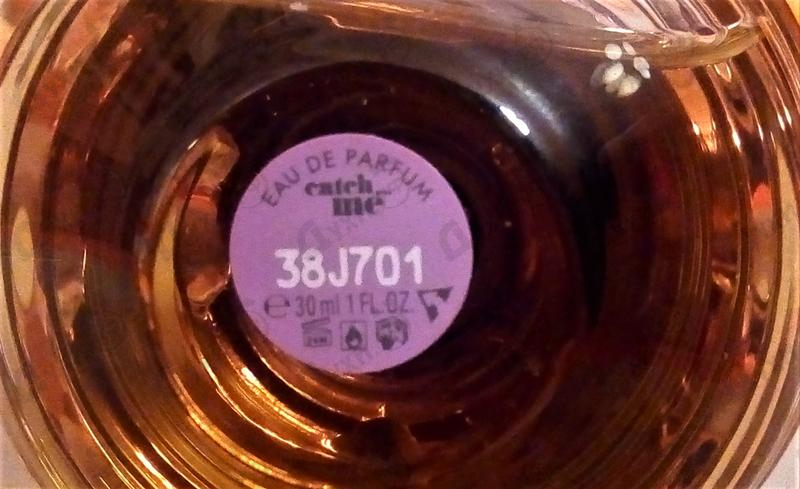 EAU DE PARFUM
catch
me
38J701
℮ 30 ml 1 FL.OZ.